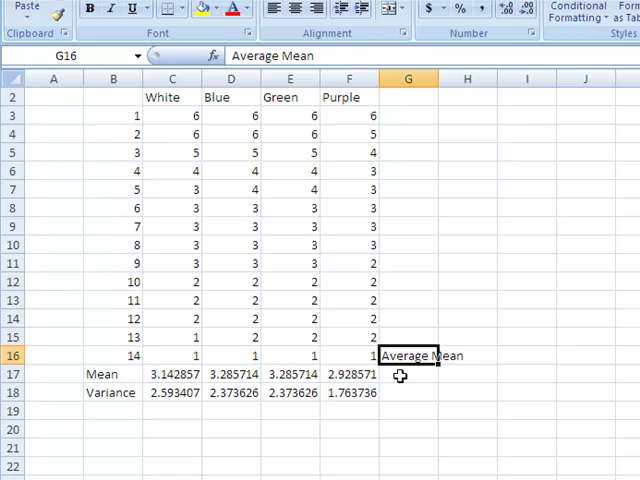 Paste
B I U A
$ % , .0 .00 .00 .0
Conditional as Ta
Formatting
Clipboard Font Alignment Number Styles
G16 fx Average Mean
A B C D E F G H I J
2 White Blue Green Purple
3 1 6 6 6 6
4 2 6 6 6 5
5 3 5 5 5 4
6 4 4 4 4 3
7 5 3 4 4 3
8 6 3 3 3 3
9 7 3 3 3 3
10 8 3 3 3 3
11 9 3 3 3 2
12 10 2 2 2 2
13 11 2 2 2 2
14 12 2 2 2 2
15 13 1 2 2 2
16 14 1 1 1 1 Average Mean
17 Mean 3.142857 3.285714 3.285714 2.928571
18 Variance 2.593407 2.373626 2.373626 1.763736
19
20
21
22